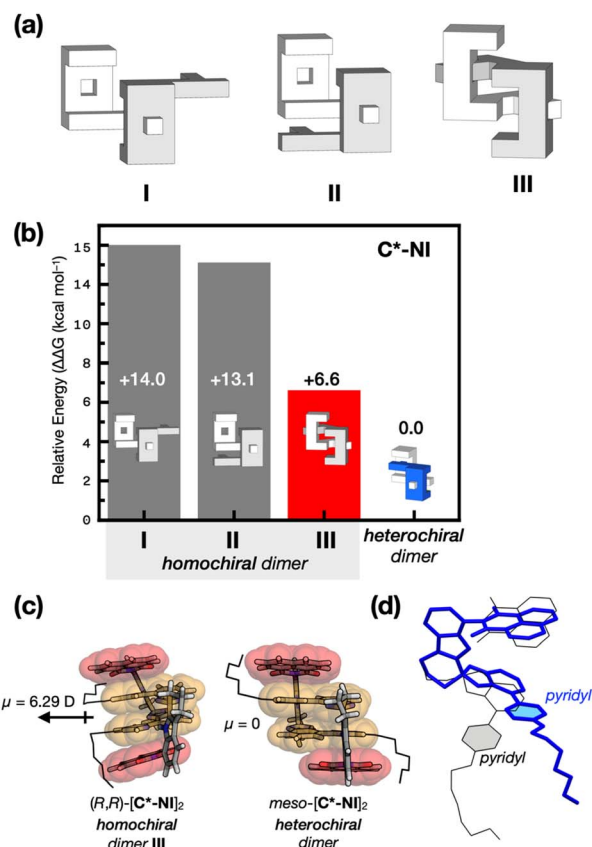 (a)
I
II
III
(b)
C*-NI
Relative Energy (ΔΔG (kcal mol⁻¹)
15
10
8
6
4
2
0
+14.0
+13.1
+6.6
0.0
I
II
III
heterochiral
dimer
homochiral dimer
(c)
(d)
μ = 6.29 D
μ = 0
(R,R)-[C*-NI]₂
homochiral
dimer III
meso-[C*-NI]₂
heterochiral
dimer
pyridyl
pyridyl